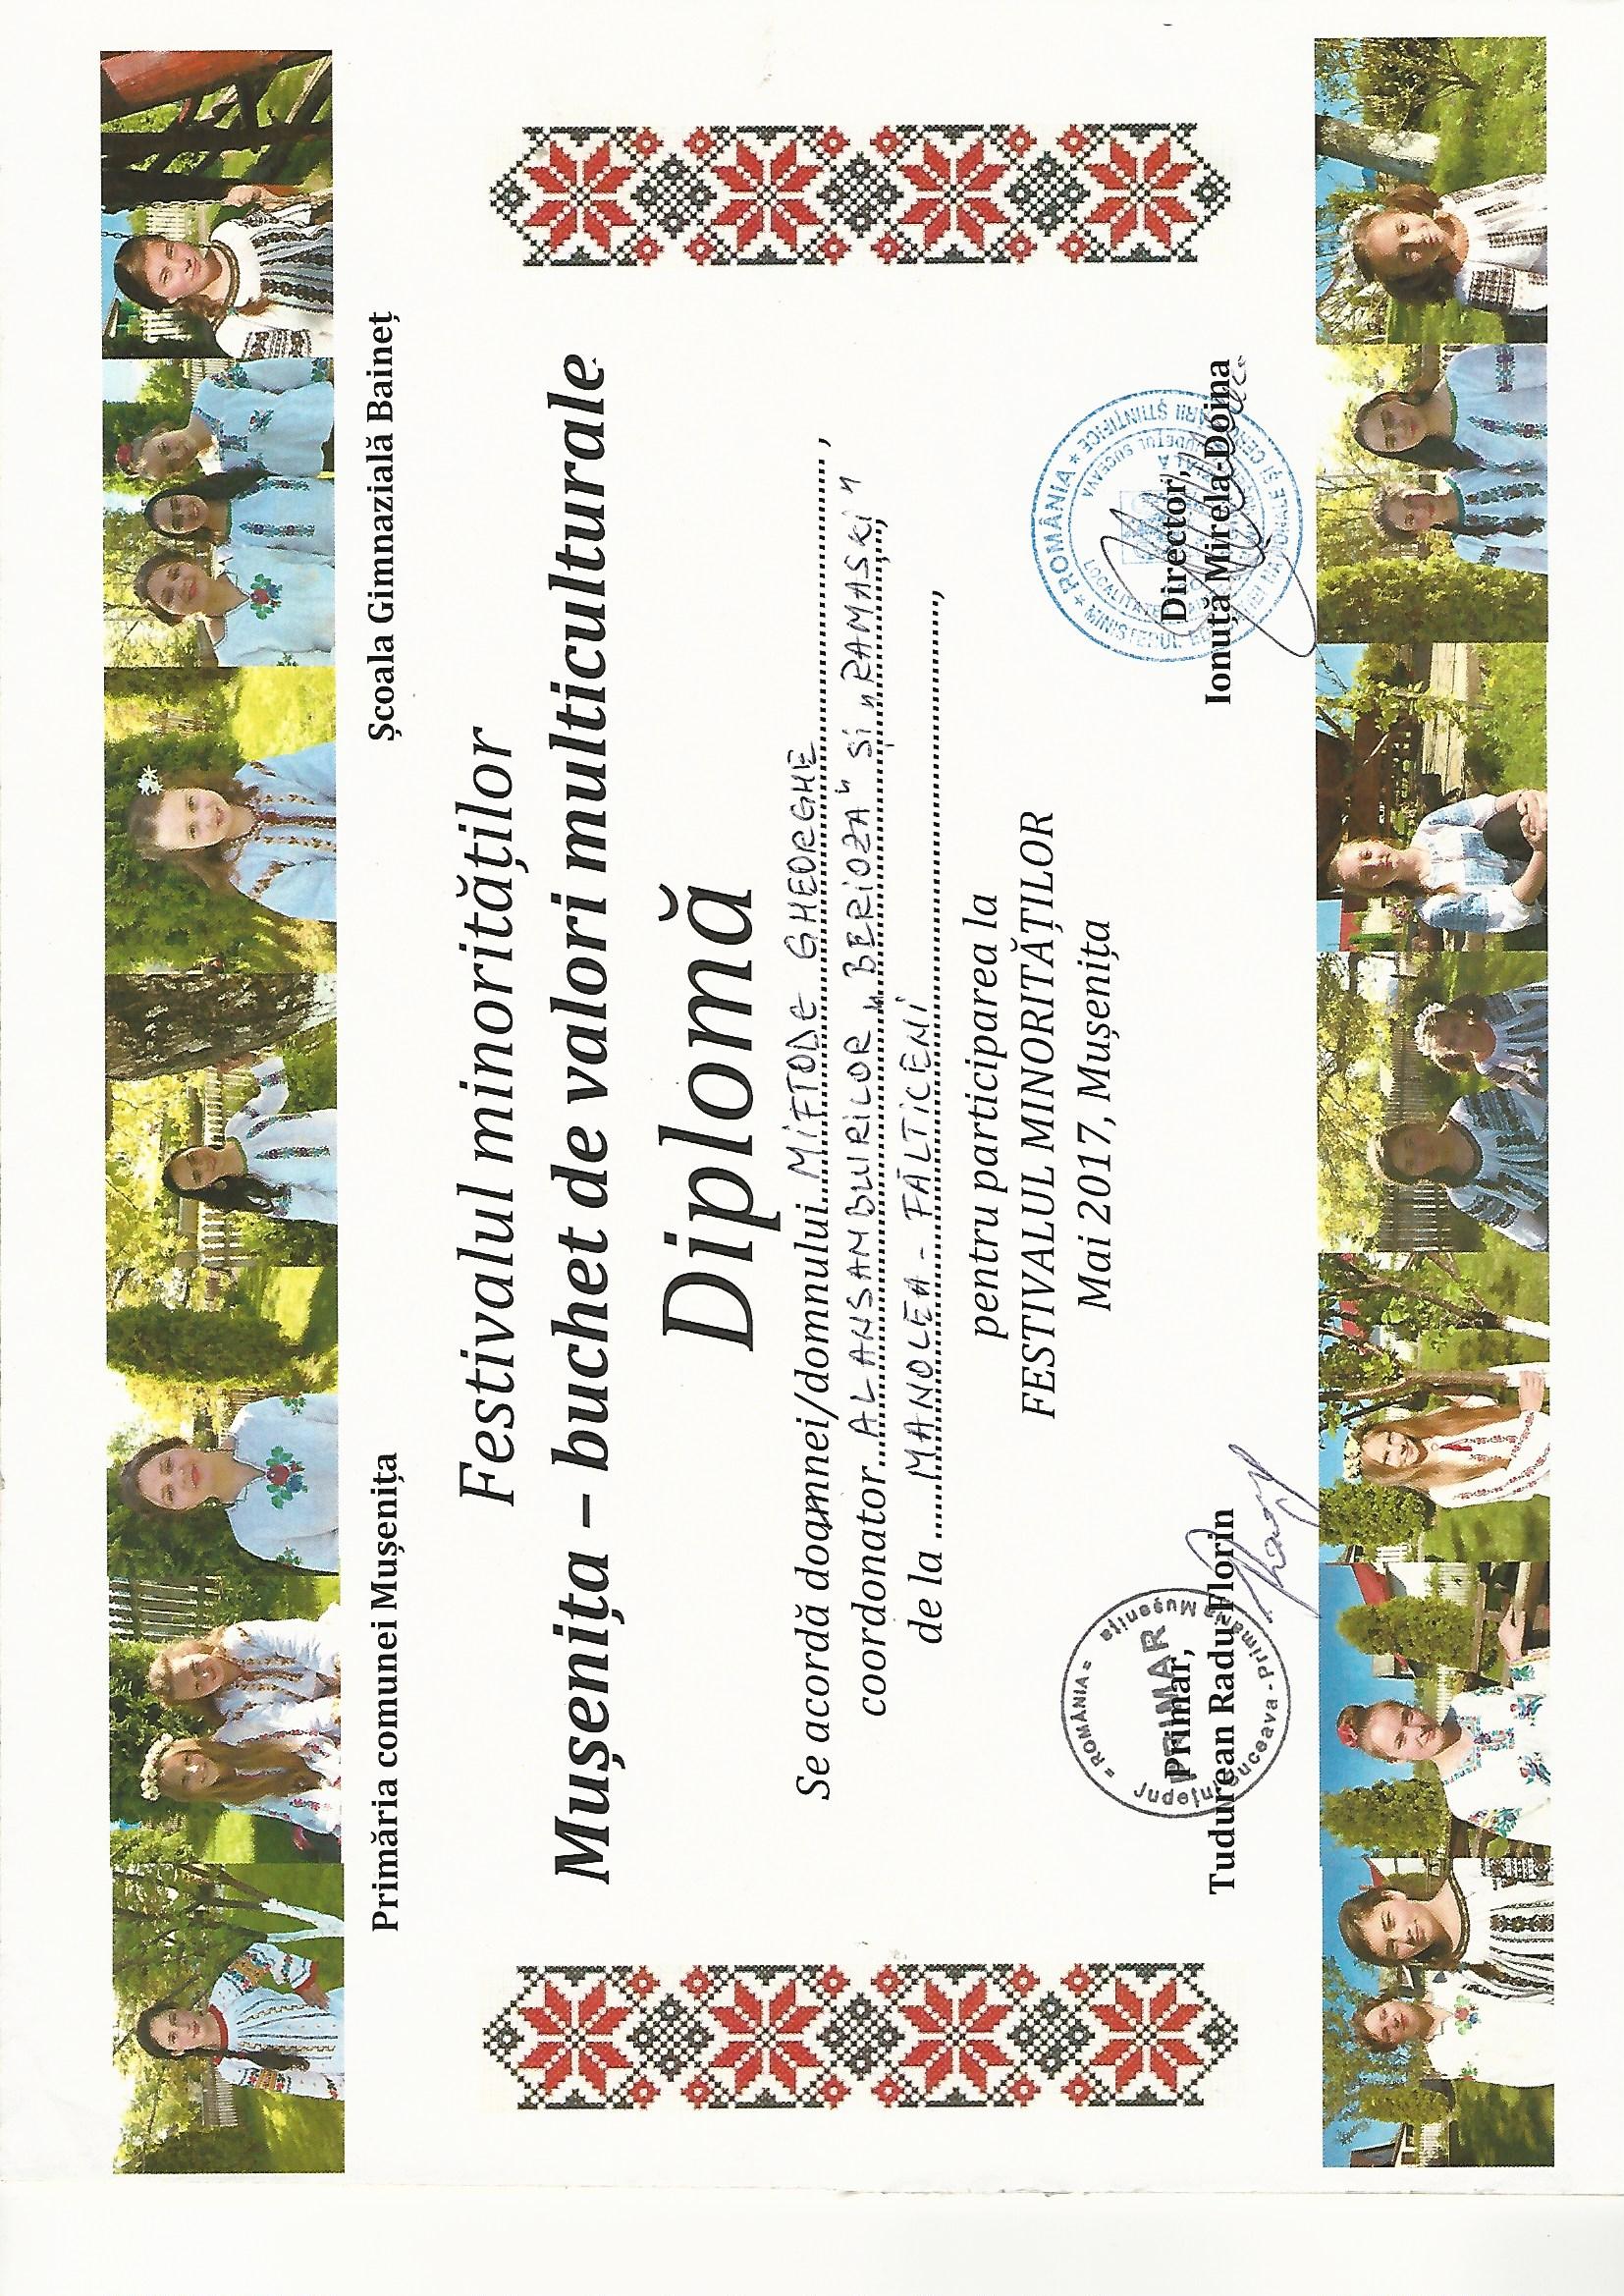 Primăria comunei Mușenița
Școala Gimnazială Baineț
Festivalul minorităților
Mușenița – buchet de valori multiculturale
Diplomă
Se acordă doamnei/domnului MIFTODE GHEORGHE ,
coordonator AL ANSAMBLURILOR „BERIOZA" ȘI „RAMAȘKI"
de la MANOLEA - FĂLTICENI ,
pentru participarea la
FESTIVALUL MINORITĂȚILOR
Mai 2017, Mușenița
= ROMÂNIA =
Județul Suceava - Primăria Mușenița
PRIMAR
Primar,
Tudurean Radu-Florin
* ROMÂNIA *
Director,
Ionuță Mirela-Doina